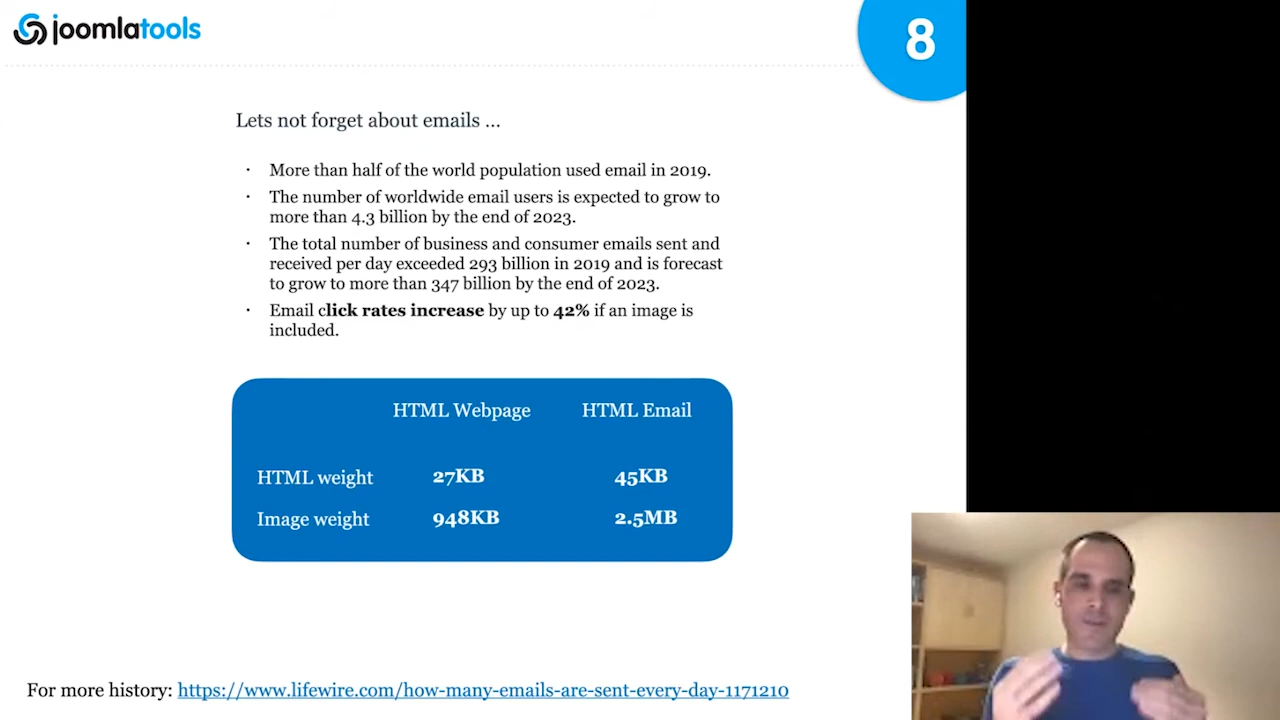 joomlatools
8
Lets not forget about emails ...
· More than half of the world population used email in 2019.
· The number of worldwide email users is expected to grow to
more than 4.3 billion by the end of 2023.
· The total number of business and consumer emails sent and
received per day exceeded 293 billion in 2019 and is forecast
to grow to more than 347 billion by the end of 2023.
· Email click rates increase by up to 42% if an image is
included.
HTML Webpage HTML Email
HTML weight 27KB 45KB
Image weight 948KB 2.5MB
For more history: https://www.lifewire.com/how-many-emails-are-sent-every-day-1171210